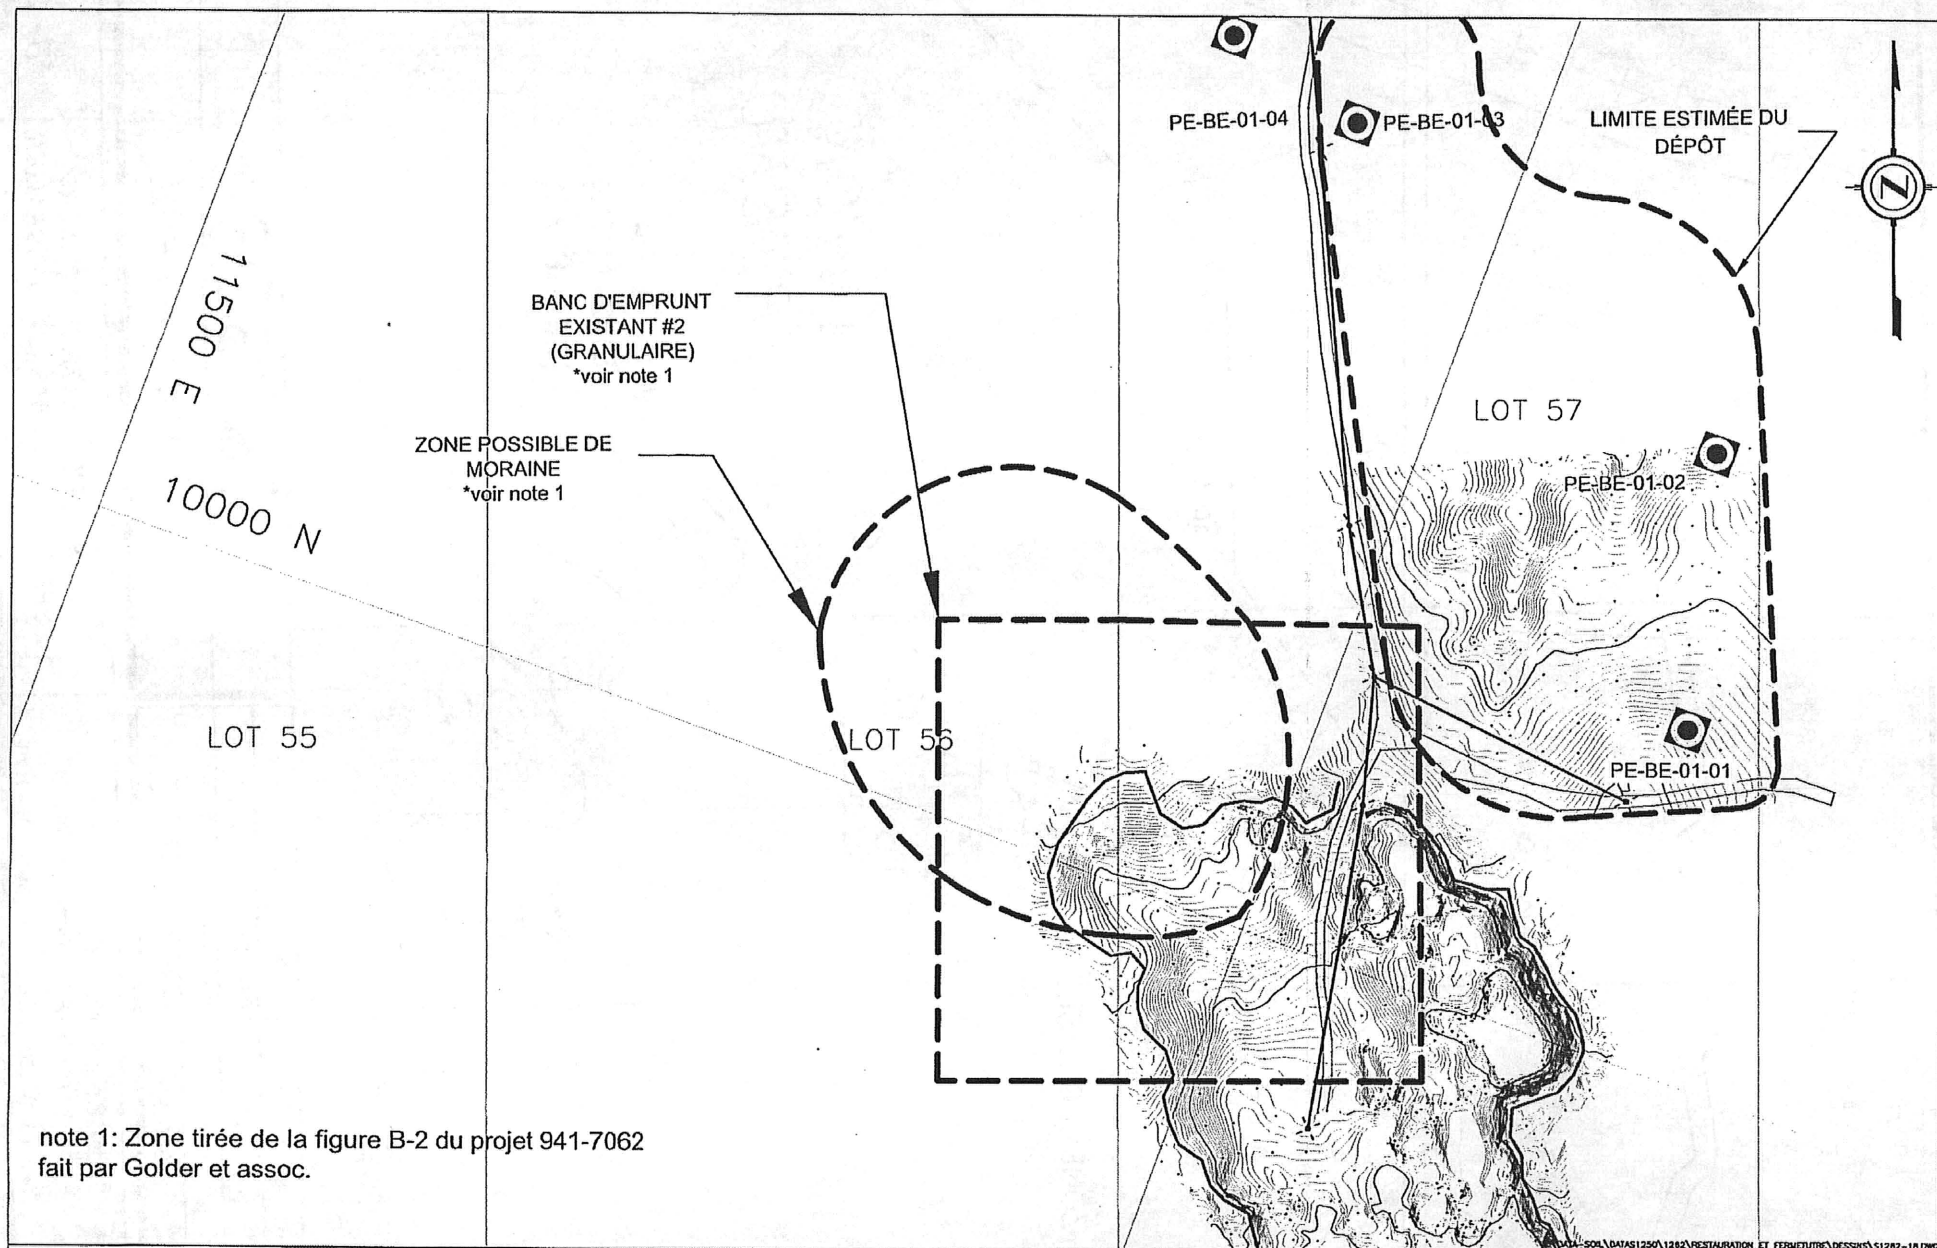 PE-BE-01-04
PE-BE-01-03
LIMITE ESTIMÉE DU
DÉPÔT
N
11500 E
10000 N
BANC D'EMPRUNT
EXISTANT #2
(GRANULAIRE)
*voir note 1
ZONE POSSIBLE DE
MORAINE
*voir note 1
LOT 57
PE-BE-01-02
LOT 55
LOT 56
PE-BE-01-01
note 1: Zone tirée de la figure B-2 du projet 941-7062
fait par Golder et assoc.